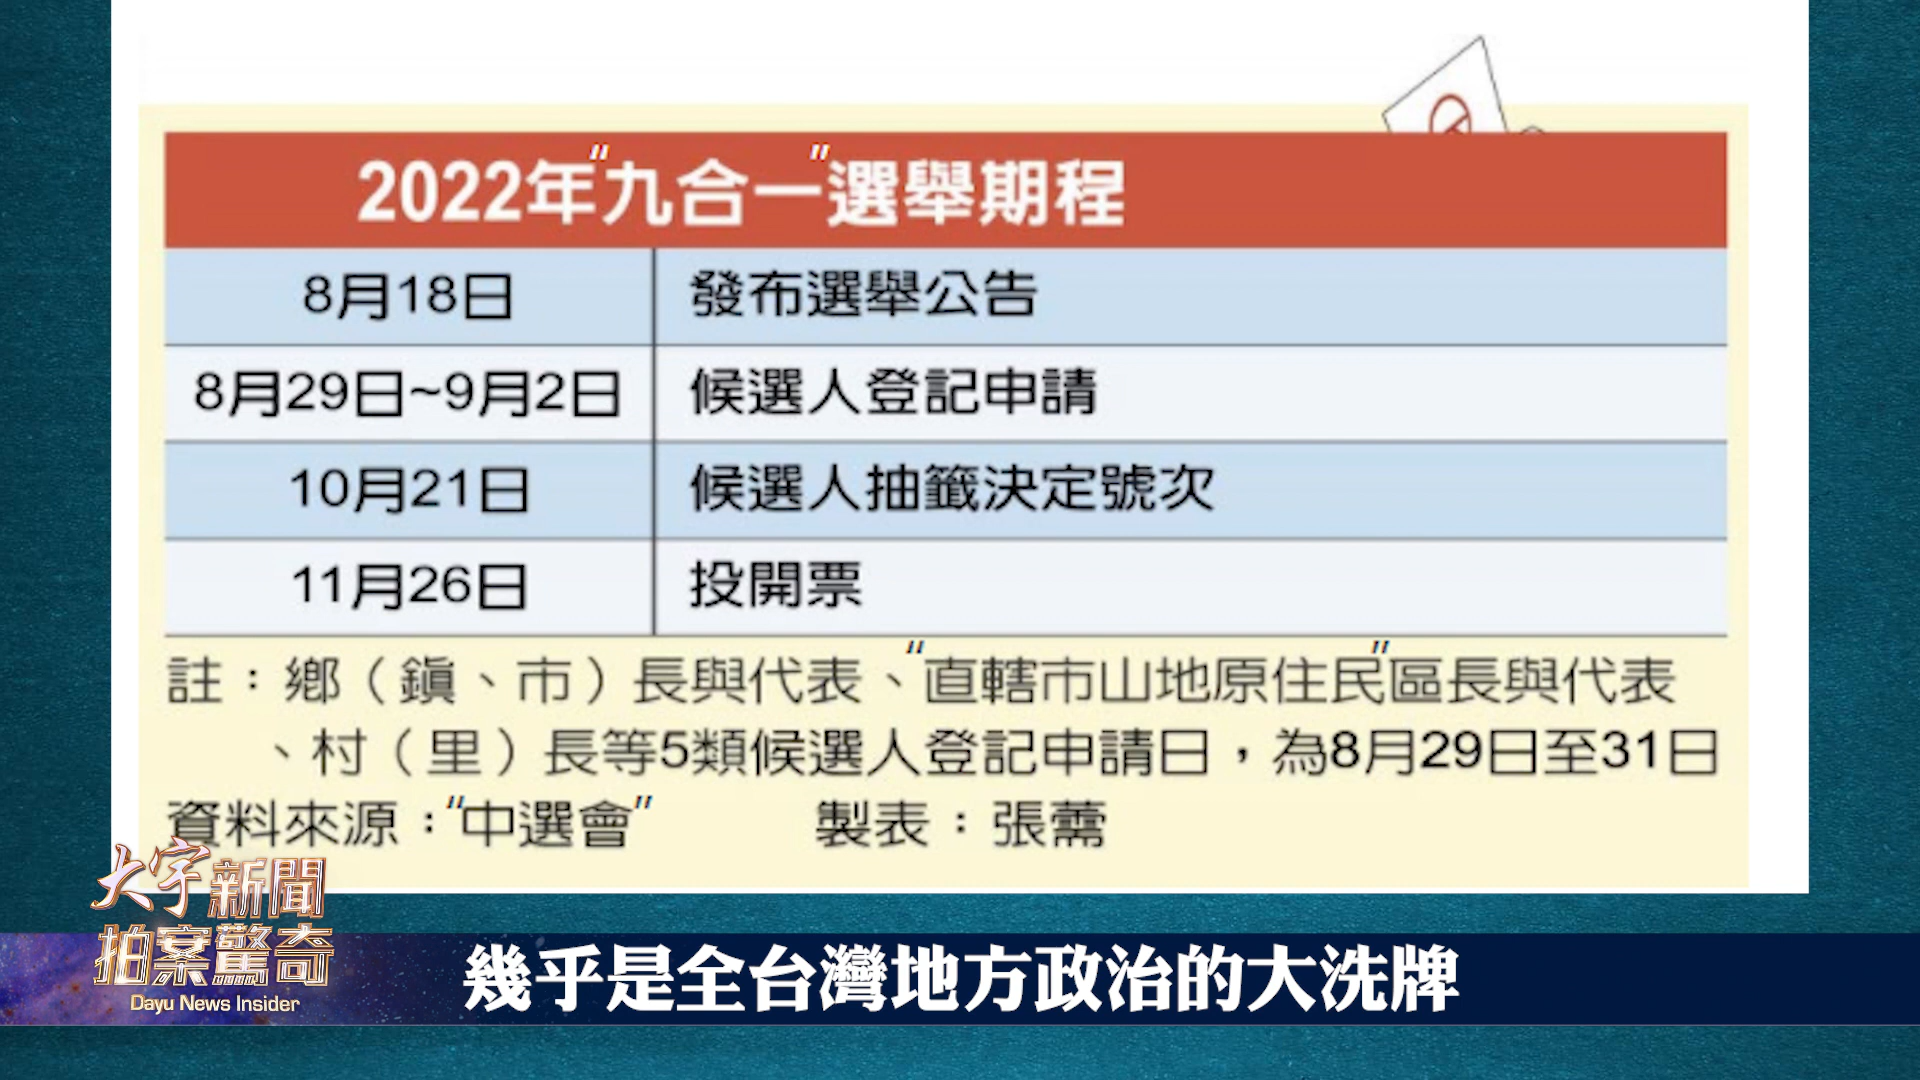 2022年“九合一”選舉期程
8月18日 發布選舉公告
8月29日~9月2日 候選人登記申請
10月21日 候選人抽籤決定號次
11月26日 投開票
註：鄉（鎮、市）長與代表、“直轄市山地原住民”區長與代表
、村（里）長等5類候選人登記申請日，為8月29日至31日
資料來源：“中選會” 製表：張薷
大宇新聞
拍案驚奇
Dayu News Insider
幾乎是全台灣地方政治的大洗牌